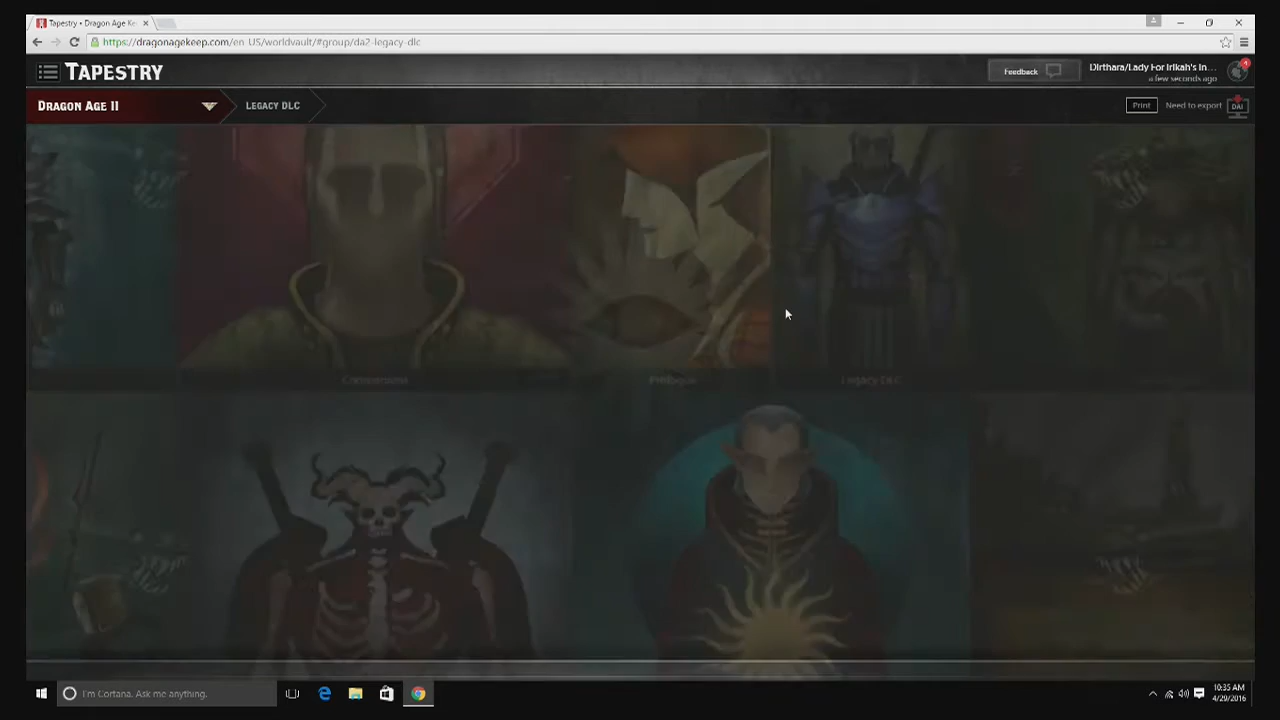 Tapestry • Dragon Age Ke
https://dragonagekeep.com/en_US/worldvault/#group/da2-legacy-dlc
TAPESTRY
Feedback
Dirthara/Lady For Irikah's In...
a few seconds ago
4
DRAGON AGE II
LEGACY DLC
Print
Need to export
DAI
Companions
Prologue
Legacy DLC
I'm Cortana. Ask me anything.
10:35 AM
4/29/2016